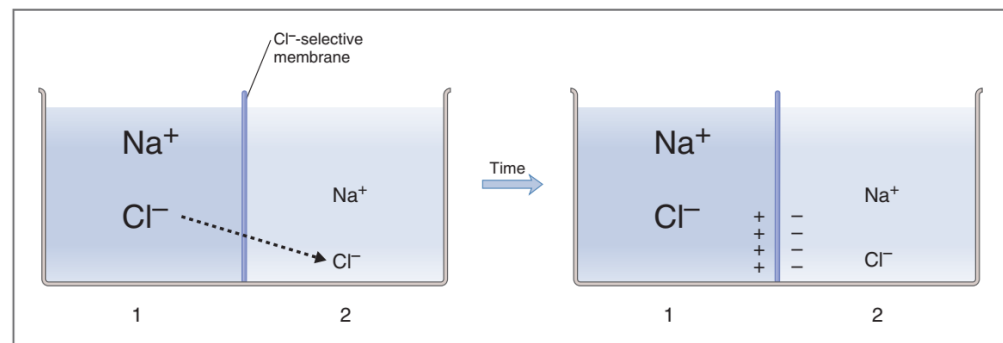 Cl⁻-selective
membrane
Na⁺
Cl⁻
Na⁺
Cl⁻
1
2
Time
Na⁺
Cl⁻
+ −
+ −
+ −
+ −
Na⁺
Cl⁻
1
2